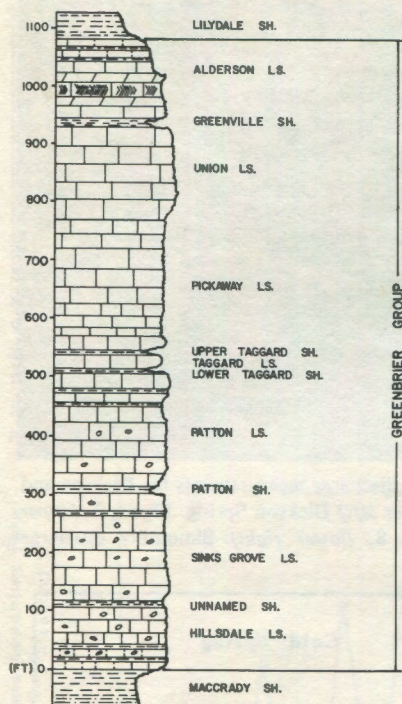 1100
LILYDALE SH.
ALDERSON LS.
1000
GREENVILLE SH.
900
UNION LS.
800
700
PICKAWAY LS.
600
UPPER TAGGARD SH.
TAGGARD LS.
500
LOWER TAGGARD SH.
400
PATTON LS.
300
PATTON SH.
200
SINKS GROVE LS.
100
UNNAMED SH.
HILLSDALE LS.
(FT) 0
MACCRADY SH.
GREENBRIER GROUP